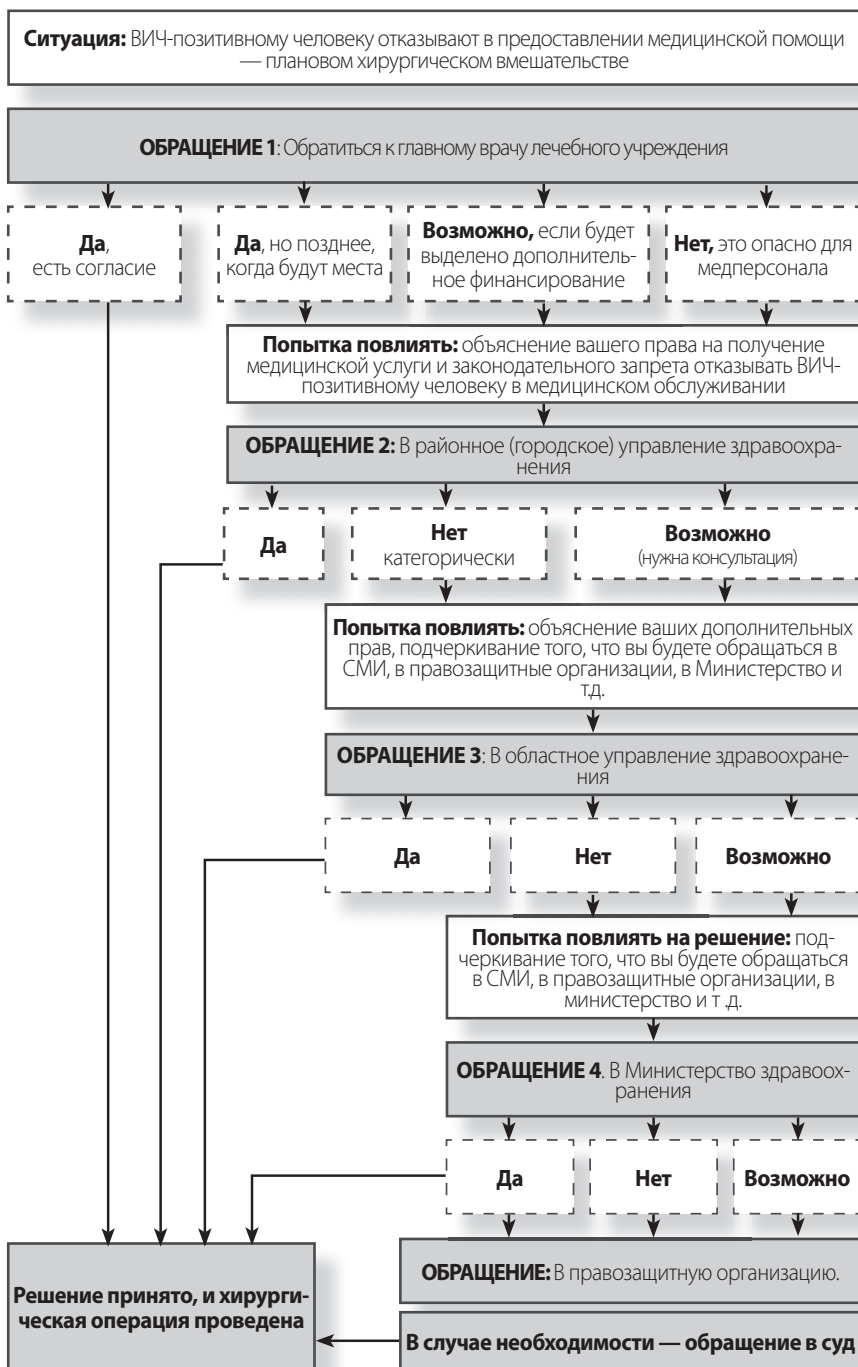 Ситуация: ВИЧ-позитивному человеку отказывают в предоставлении медицинской помощи
— плановом хирургическом вмешательстве
ОБРАЩЕНИЕ 1: Обратиться к главному врачу лечебного учреждения
Да,
есть согласие
Да, но позднее,
когда будут места
Возможно, если будет
выделено дополнитель-
ное финансирование
Нет, это опасно для
медперсонала
Попытка повлиять: объяснение вашего права на получение
медицинской услуги и законодательного запрета отказывать ВИЧ-
позитивному человеку в медицинском обслуживании
ОБРАЩЕНИЕ 2: В районное (городское) управление здравоохра-
нения
Да
Нет
категорически
Возможно
(нужна консультация)
Попытка повлиять: объяснение ваших дополнительных
прав, подчеркивание того, что вы будете обращаться в
СМИ, в правозащитные организации, в Министерство и
т.д.
ОБРАЩЕНИЕ 3: В областное управление здравоохране-
ния
Да
Нет
Возможно
Попытка повлиять на решение: под-
черкивание того, что вы будете обращаться
в СМИ, в правозащитные организации, в
министерство и т .д.
ОБРАЩЕНИЕ 4. В Министерство здравоох-
ранения
Да
Нет
Возможно
ОБРАЩЕНИЕ: В правозащитную организацию.
Решение принято, и хирурги-
ческая операция проведена
В случае необходимости — обращение в суд